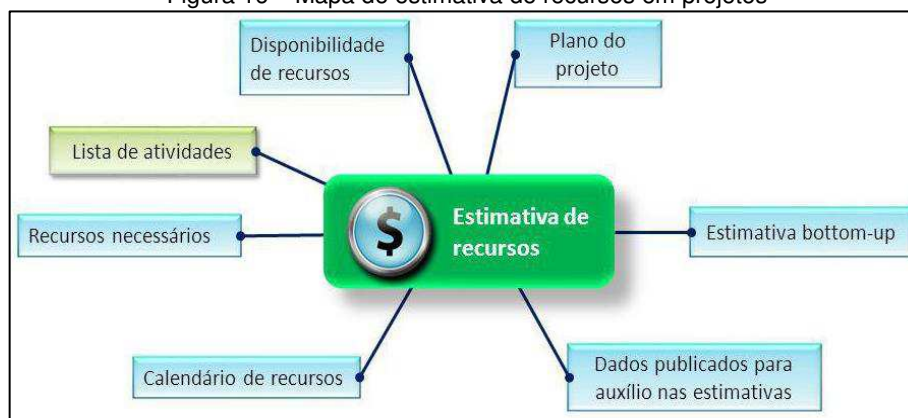 Figura 10 – Mapa de estimativa de recursos em projetos
Disponibilidade
de recursos
Plano do
projeto
Lista de atividades
$
Estimativa de
recursos
Recursos necessários
Estimativa bottom-up
Calendário de recursos
Dados publicados para
auxílio nas estimativas